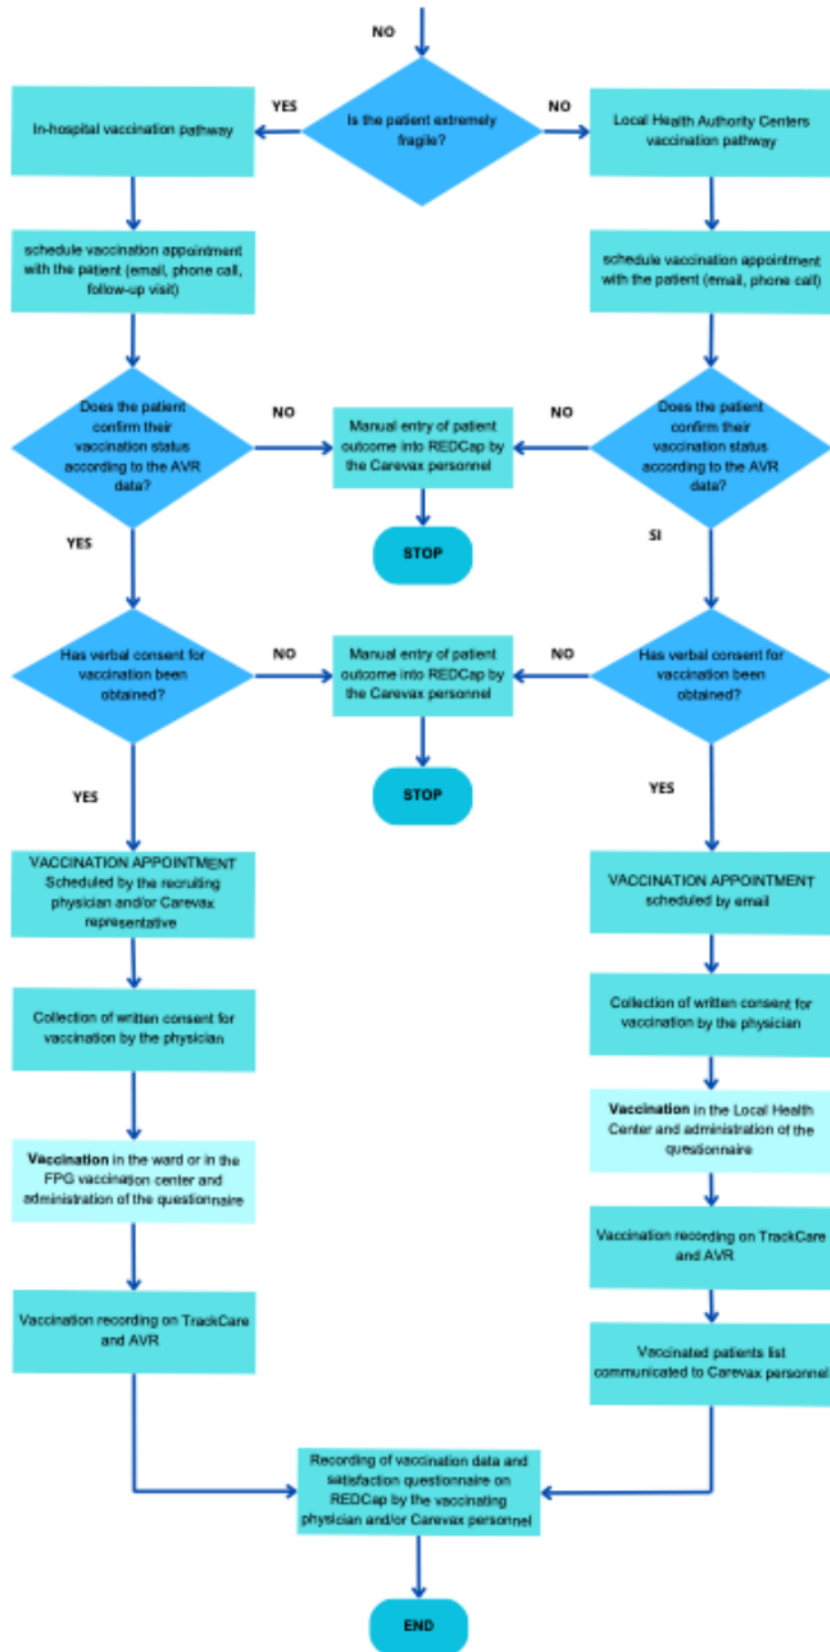 NO
Is the patient extremely
fragile?
YES
NO
In-hospital vaccination pathway
Local Health Authority Centers
vaccination pathway
schedule vaccination appointment
with the patient (email, phone call,
follow-up visit)
schedule vaccination appointment
with the patient (email, phone call)
Does the patient
confirm their
vaccination status
according to the AVR
data?
NO
Manual entry of patient
outcome into REDCap by
the Carevax personnel
NO
Does the patient
confirm their
vaccination status
according to the AVR
data?
STOP
YES
SI
Has verbal consent for
vaccination been
obtained?
NO
Manual entry of patient
outcome into REDCap by
the Carevax personnel
NO
Has verbal consent for
vaccination been
obtained?
STOP
YES
YES
VACCINATION APPOINTMENT
Scheduled by the recruiting
physician and/or Carevax
representative
VACCINATION APPOINTMENT
scheduled by email
Collection of written consent for
vaccination by the physician
Collection of written consent for
vaccination by the physician
Vaccination in the ward or in the
FPG vaccination center and
administration of the questionnaire
Vaccination in the Local Health
Center and administration of the
questionnaire
Vaccination recording on TrackCare
and AVR
Vaccination recording on TrackCare
and AVR
Vaccinated patients list
communicated to Carevax personnel
Recording of vaccination data and
satisfaction questionnaire on
REDCap by the vaccinating
physician and/or Carevax personnel
END